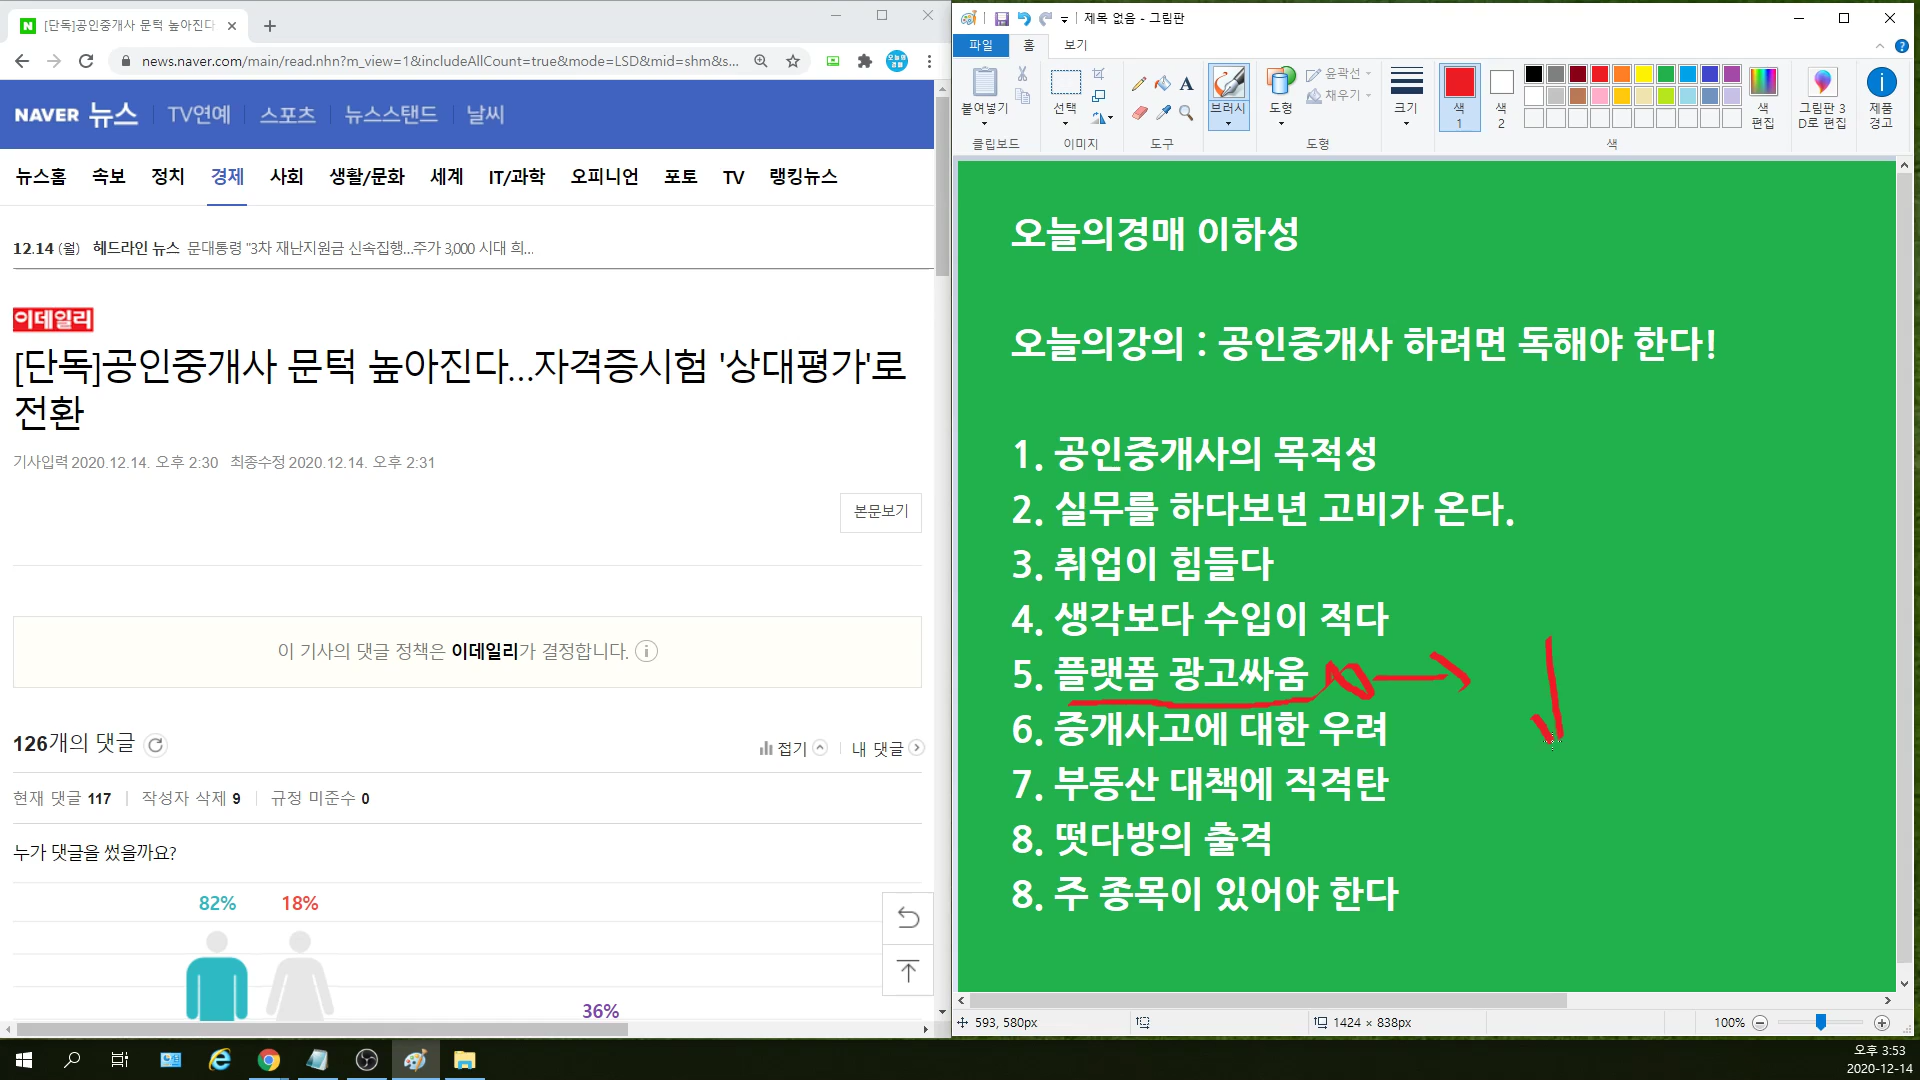 [단독]공인중개사 문턱 높아진다
news.naver.com/main/read.nhn?m_view=1&includeAllCount=true&mode=LSD&mid=shm&s...
NAVER 뉴스 TV연예 스포츠 뉴스스탠드 날씨
뉴스홈 속보 정치 경제 사회 생활/문화 세계 IT/과학 오피니언 포토 TV 랭킹뉴스
12.14 (월) 헤드라인 뉴스 문대통령 "3차 재난지원금 신속집행...주가 3,000 시대 희...
이데일리
[단독]공인중개사 문턱 높아진다...자격증시험 '상대평가'로
전환
기사입력 2020.12.14. 오후 2:30 최종수정 2020.12.14. 오후 2:31
본문보기
이 기사의 댓글 정책은 이데일리가 결정합니다.
126개의 댓글
접기 내 댓글
현재 댓글 117 작성자 삭제 9 규정 미준수 0
누가 댓글을 썼을까요?
82% 18%
36%
제목 없음 - 그림판
파일 홈 보기
붙여넣기 선택 브러시 도형 윤곽선 채우기 크기 색 1 색 2 색 편집 그림판 3D로 편집 제품 경고
클립보드 이미지 도구 도형 색
오늘의경매 이하성
오늘의강의 : 공인중개사 하려면 독해야 한다!
1. 공인중개사의 목적성
2. 실무를 하다보년 고비가 온다.
3. 취업이 힘들다
4. 생각보다 수입이 적다
5. 플랫폼 광고싸움
6. 중개사고에 대한 우려
7. 부동산 대책에 직격탄
8. 떳다방의 출격
8. 주 종목이 있어야 한다
593, 580px 1424 × 838px 100%
오후 3:53
2020-12-14